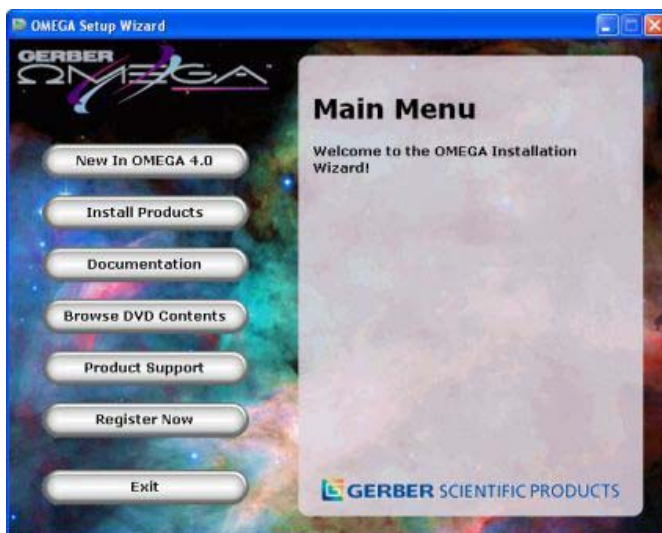 OMEGA Setup Wizard
GERBER
ΩMEGA™
New In OMEGA 4.0
Install Products
Documentation
Browse DVD Contents
Product Support
Register Now
Exit
Main Menu
Welcome to the OMEGA Installation
Wizard!
GERBER SCIENTIFIC PRODUCTS